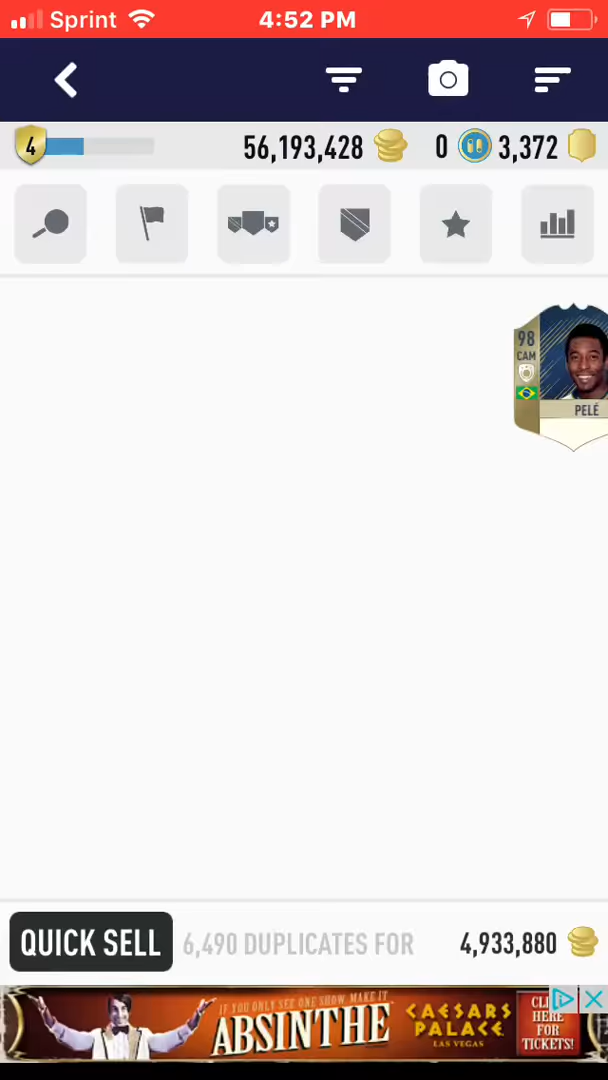 Sprint 4:52 PM
4 56,193,428 0 3,372
98
CAM
PELÉ
QUICK SELL 6,490 DUPLICATES FOR 4,933,880
IF YOU ONLY SEE ONE SHOW, MAKE IT
ABSINTHE
CAESARS
PALACE
LAS VEGAS
HERE
FOR
TICKETS!